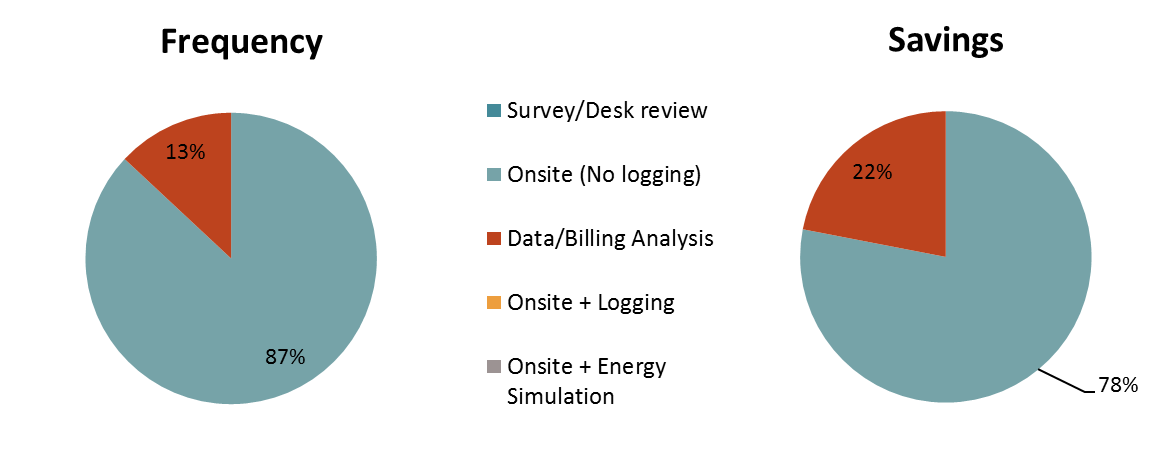 Frequency
13%
87%
Survey/Desk review
Onsite (No logging)
Data/Billing Analysis
Onsite + Logging
Onsite + Energy
Simulation
Savings
22%
78%